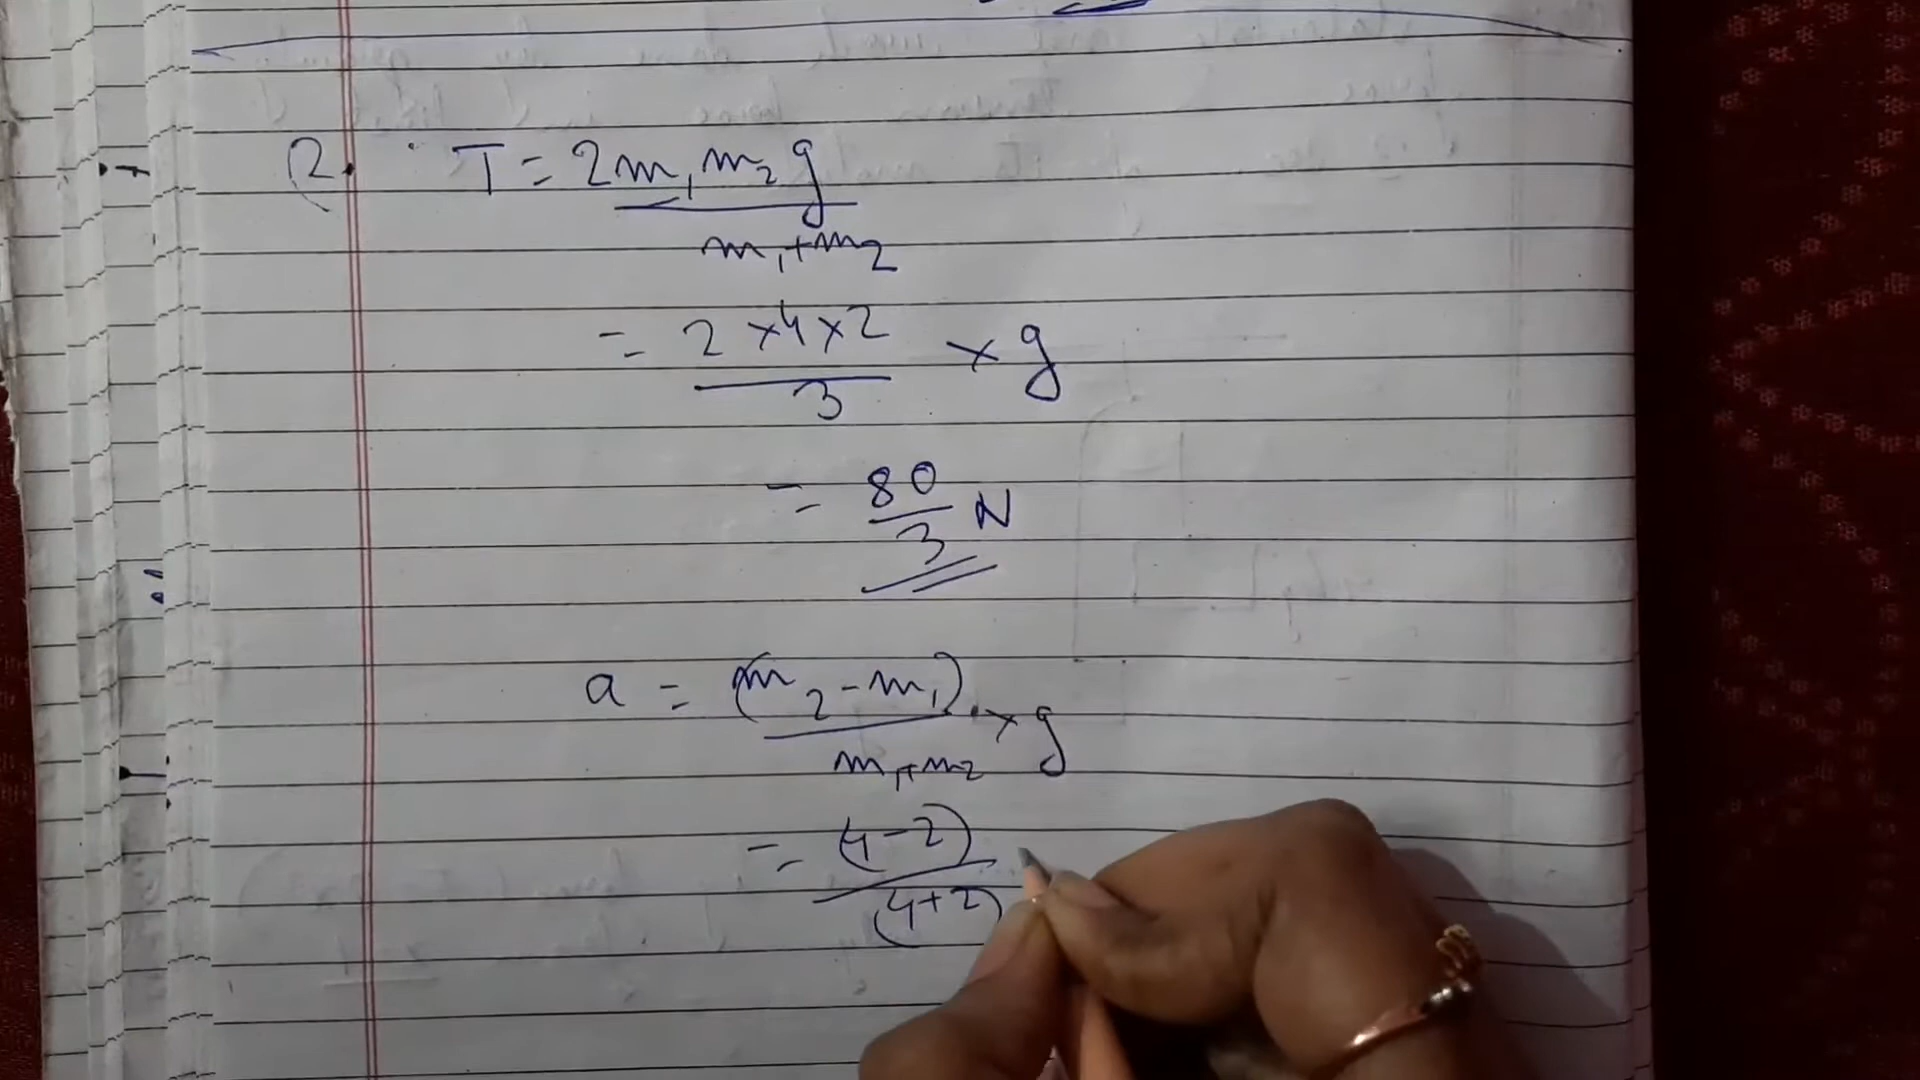 2. T = 2m₁m₂g
m₁+m₂
= 2×4×2 × g
3
= 80 N
3
a = (m₂-m₁) . × g
m₁+m₂
= (4-2)
(4+2)